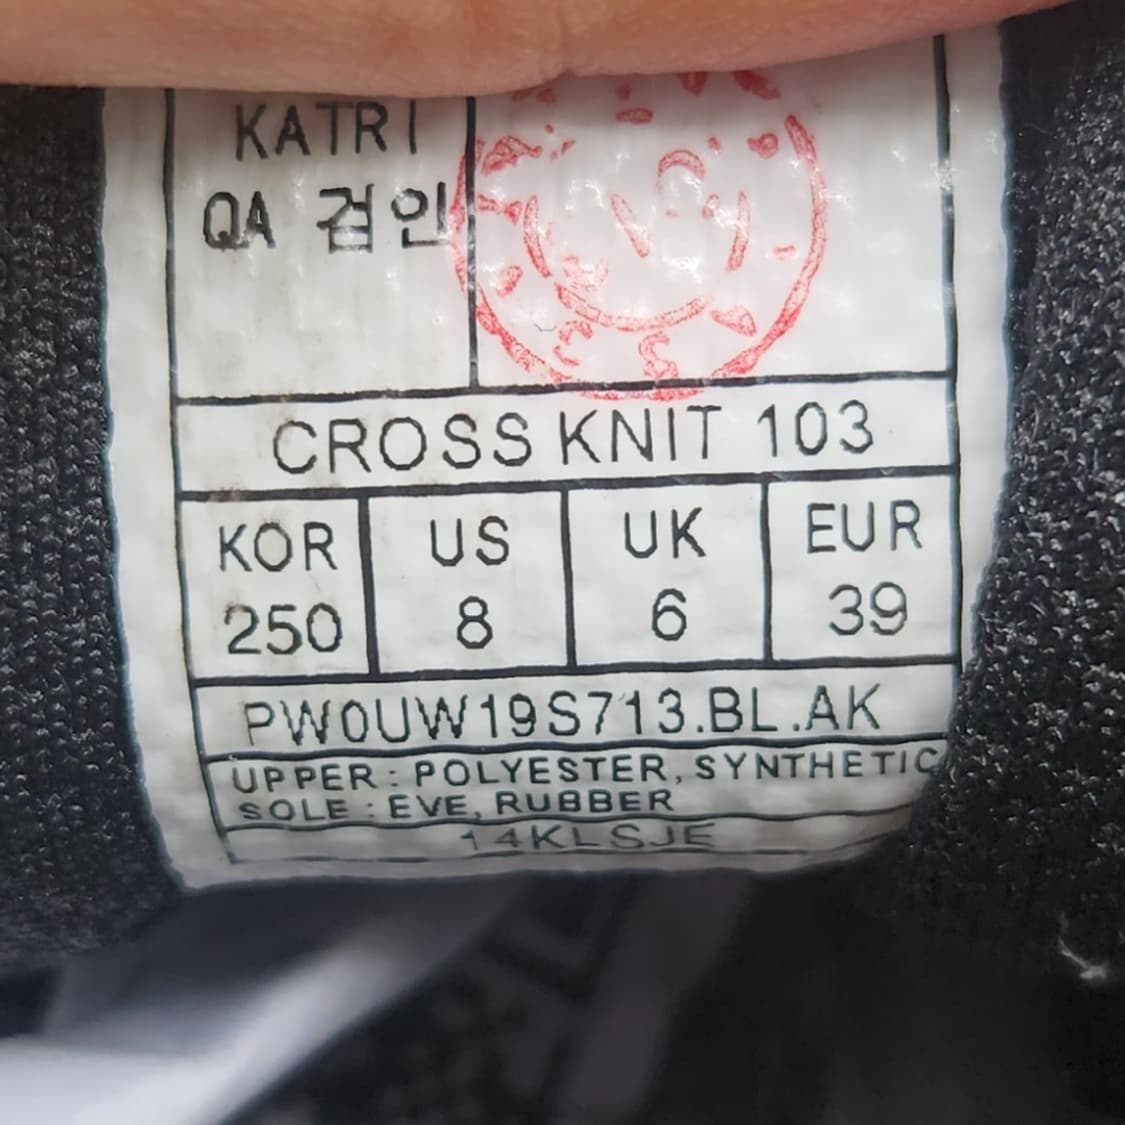 KATRI
QA 검인
CROSS KNIT 103
KOR US UK EUR
250 8 6 39
PW0UW19S713.BL.AK
UPPER : POLYESTER, SYNTHETIC
SOLE : EVE, RUBBER
14KLSJE